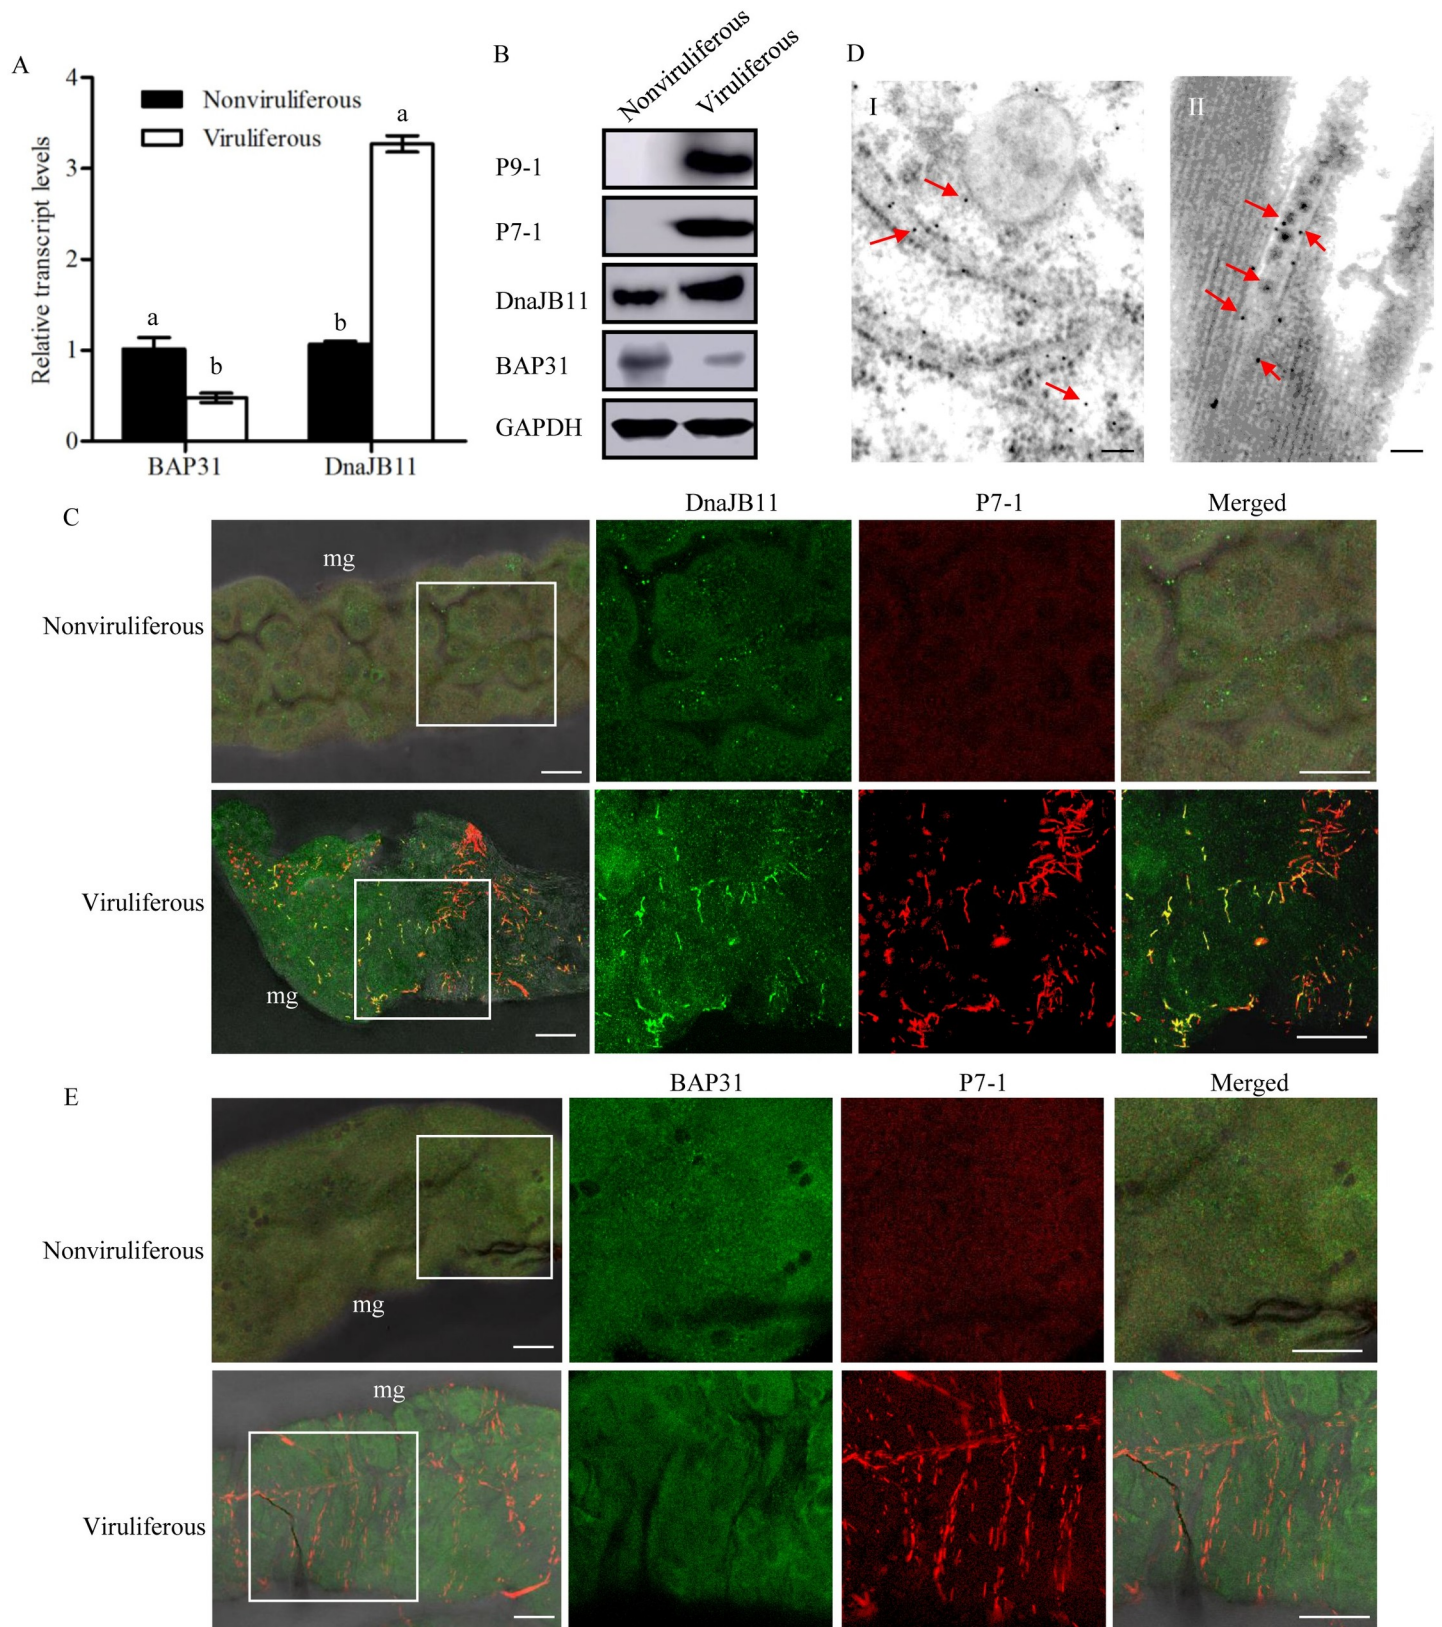 A
4
3
2
1
0
Relative transcript levels
Nonviruliferous
Viruliferous
a
b
b
a
BAP31
DnaJB11
B
Nonviruliferous
Viruliferous
P9-1
P7-1
DnaJB11
BAP31
GAPDH
D
I
II
C
DnaJB11
P7-1
Merged
Nonviruliferous
mg
Viruliferous
mg
E
BAP31
P7-1
Merged
Nonviruliferous
mg
Viruliferous
mg